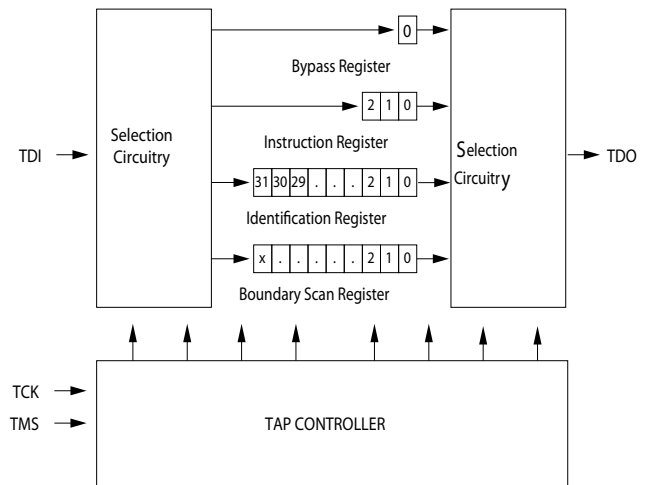 0
Bypass Register
2 1 0
Selection
Circuitry
Instruction Register
TDI
Selection
Circuitry
TDO
31 30 29 . . . 2 1 0
Identification Register
x . . . . . 2 1 0
Boundary Scan Register
TCK
TMS
TAP CONTROLLER